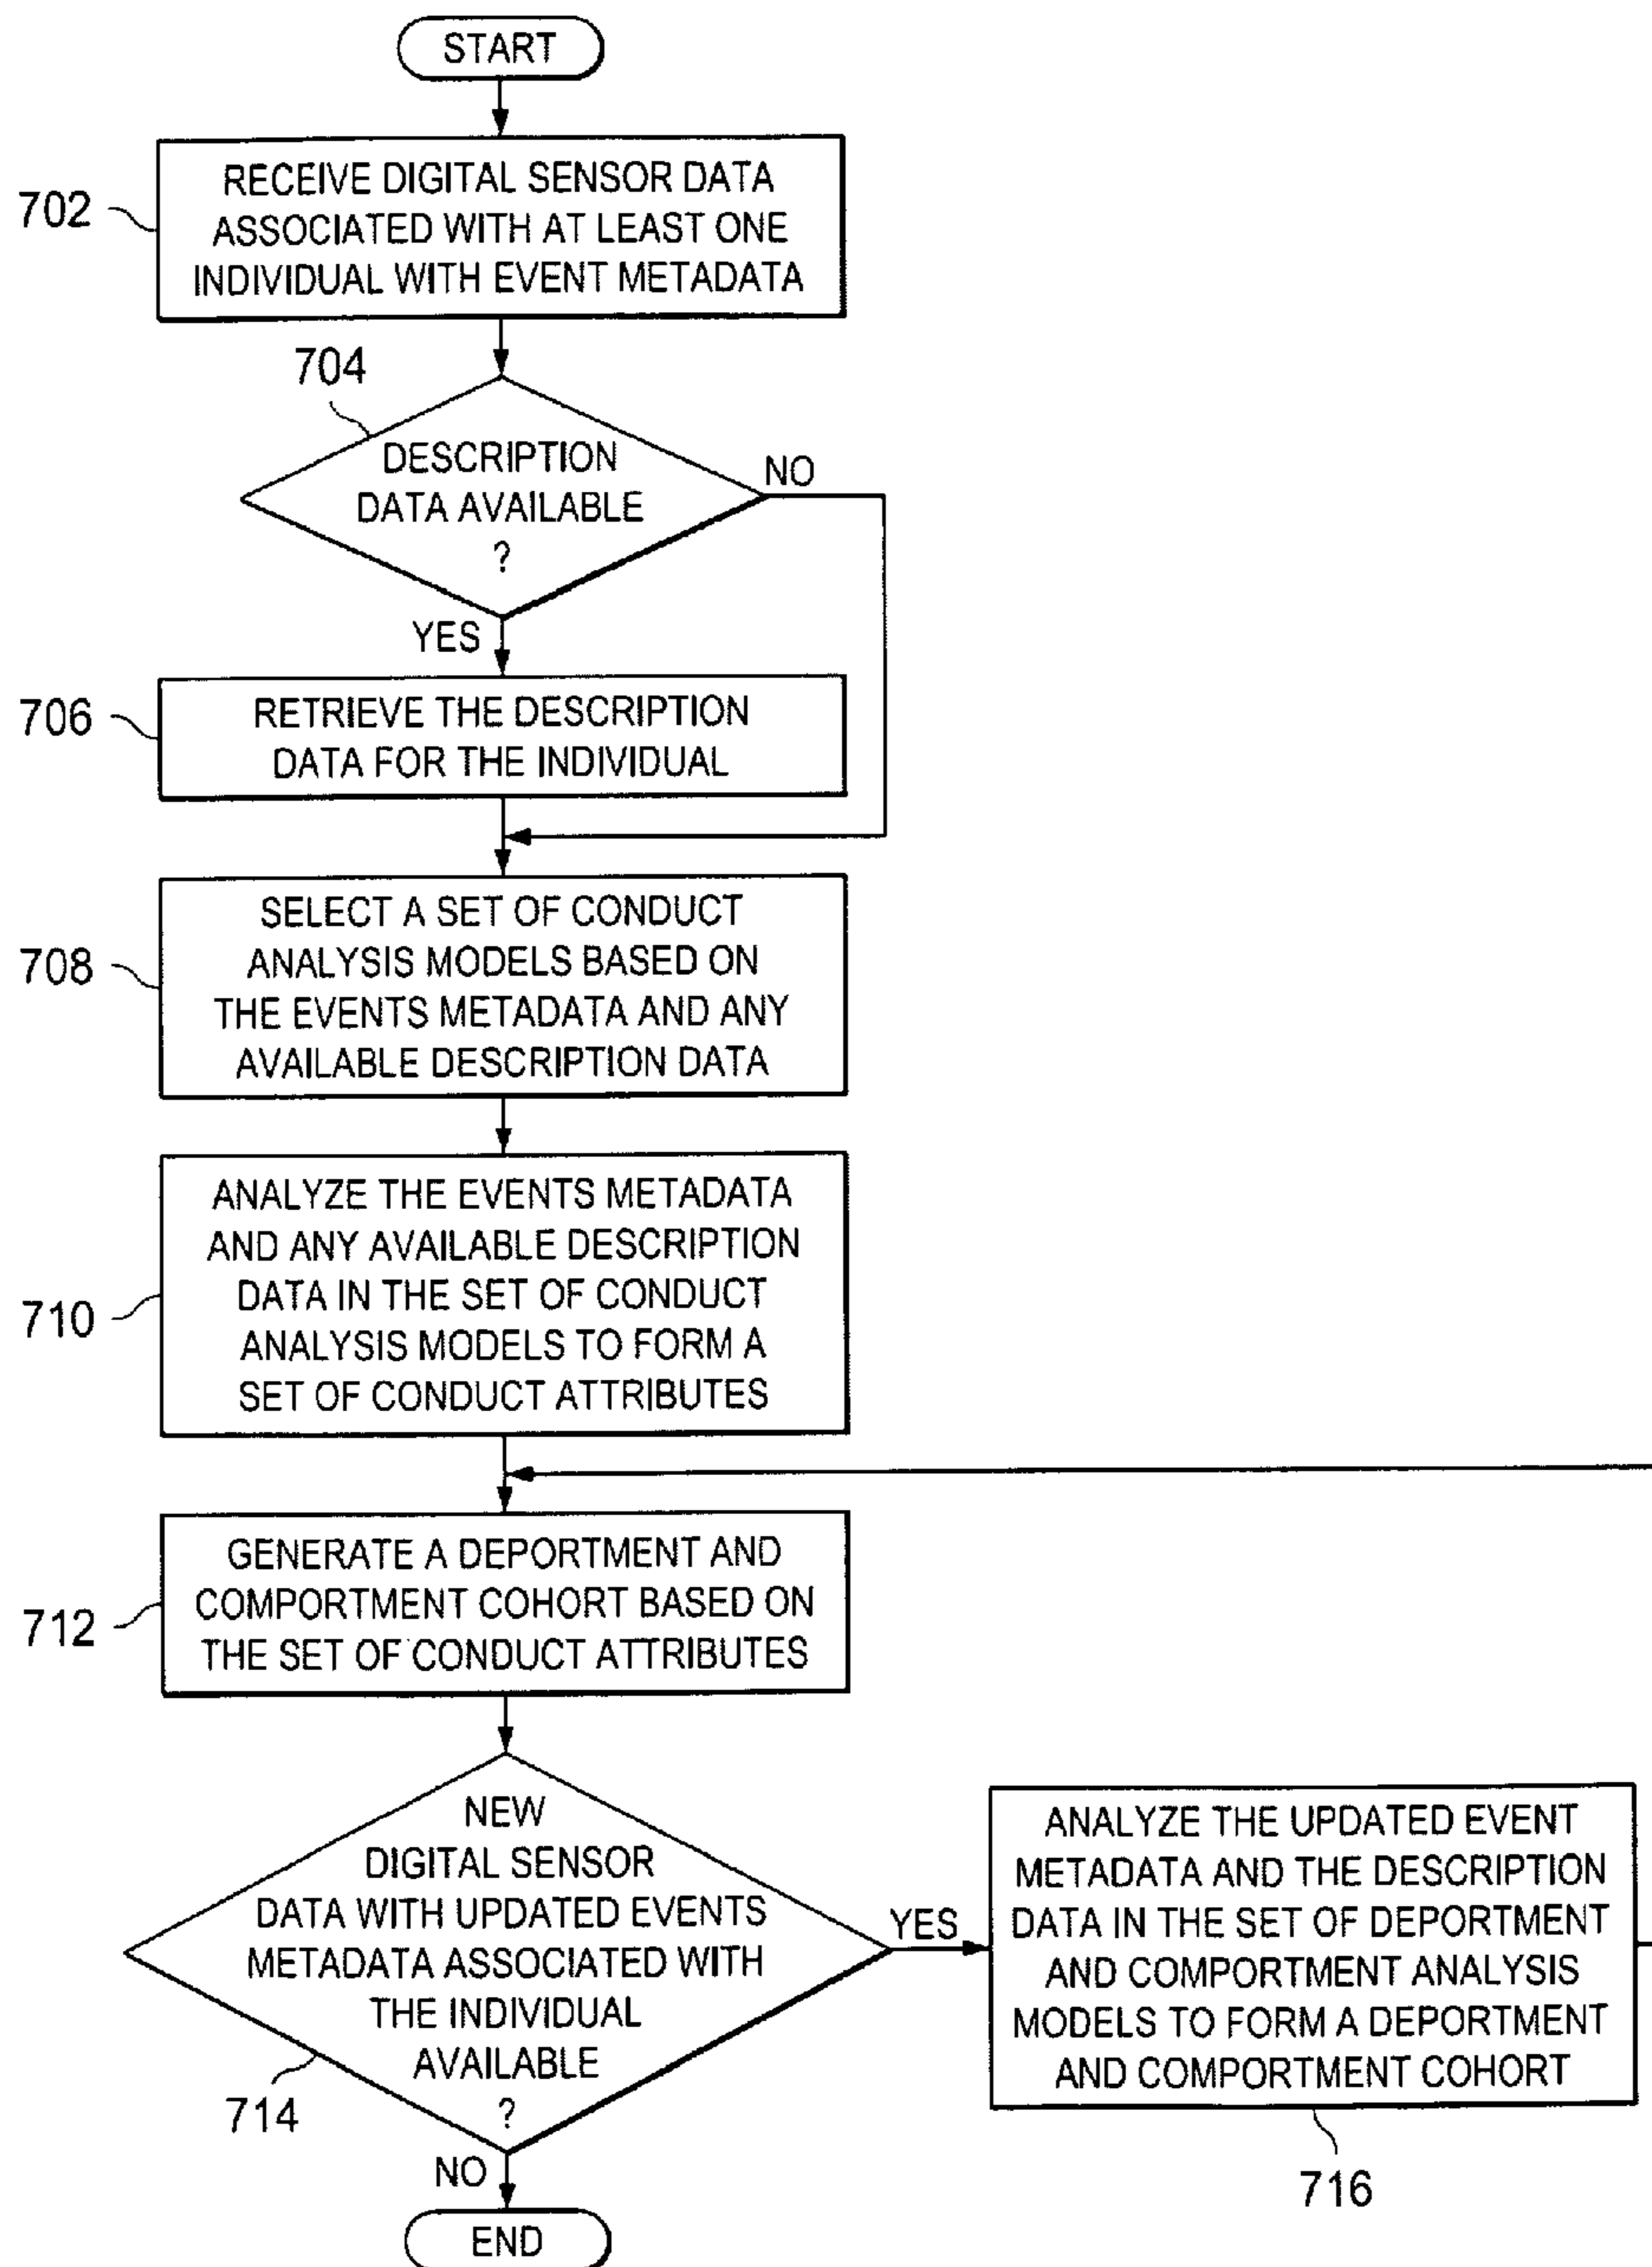 START
702
RECEIVE DIGITAL SENSOR DATA
ASSOCIATED WITH AT LEAST ONE
INDIVIDUAL WITH EVENT METADATA
704
DESCRIPTION
DATA AVAILABLE
?
NO
YES
706
RETRIEVE THE DESCRIPTION
DATA FOR THE INDIVIDUAL
708
SELECT A SET OF CONDUCT
ANALYSIS MODELS BASED ON
THE EVENTS METADATA AND ANY
AVAILABLE DESCRIPTION DATA
710
ANALYZE THE EVENTS METADATA
AND ANY AVAILABLE DESCRIPTION
DATA IN THE SET OF CONDUCT
ANALYSIS MODELS TO FORM A
SET OF CONDUCT ATTRIBUTES
712
GENERATE A DEPORTMENT AND
COMPORTMENT COHORT BASED ON
THE SET OF CONDUCT ATTRIBUTES
NEW
DIGITAL SENSOR
DATA WITH UPDATED EVENTS
METADATA ASSOCIATED WITH
THE INDIVIDUAL
AVAILABLE
?
714
YES
NO
ANALYZE THE UPDATED EVENT
METADATA AND THE DESCRIPTION
DATA IN THE SET OF DEPORTMENT
AND COMPORTMENT ANALYSIS
MODELS TO FORM A DEPORTMENT
AND COMPORTMENT COHORT
716
END